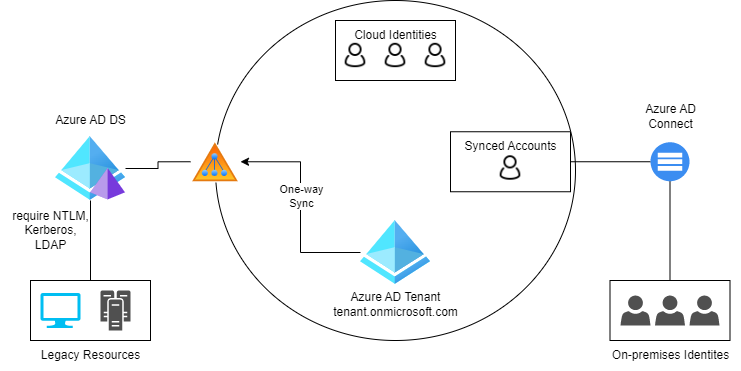 Cloud Identities
Azure AD DS
Azure AD
Connect
Synced Accounts
One-way
Sync
require NTLM,
Kerberos,
LDAP
Azure AD Tenant
tenant.onmicrosoft.com
Legacy Resources
On-premises Identites